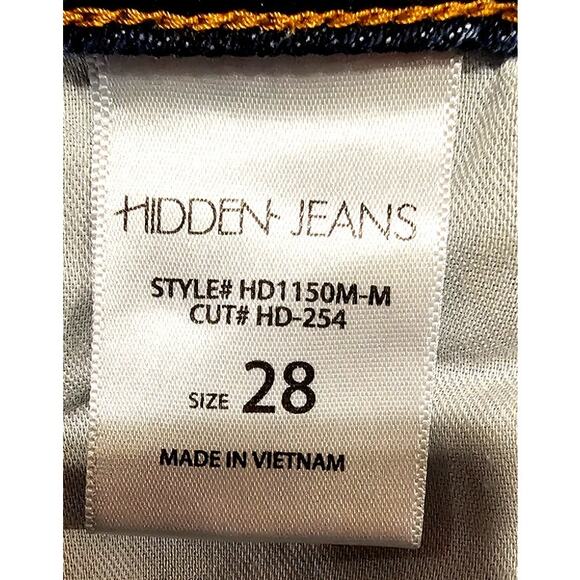 HIDDEN JEANS
STYLE# HD1150M-M
CUT# HD-254
SIZE 28
MADE IN VIETNAM